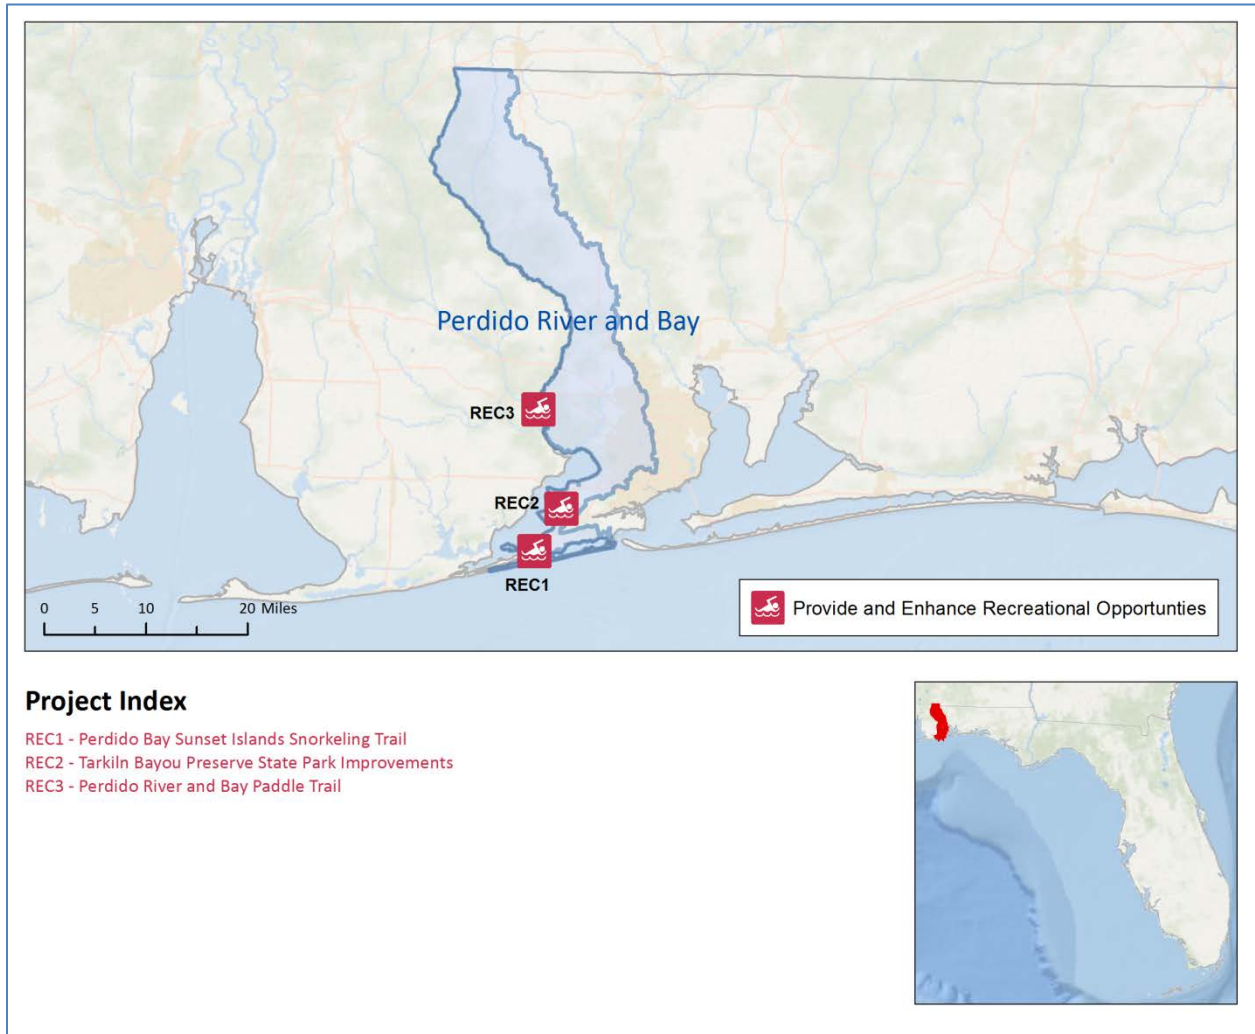 Perdido River and Bay
REC3
REC2
REC1
0 5 10 20 Miles
Provide and Enhance Recreational Opportunties
Project Index
REC1 - Perdido Bay Sunset Islands Snorkeling Trail
REC2 - Tarkiln Bayou Preserve State Park Improvements
REC3 - Perdido River and Bay Paddle Trail